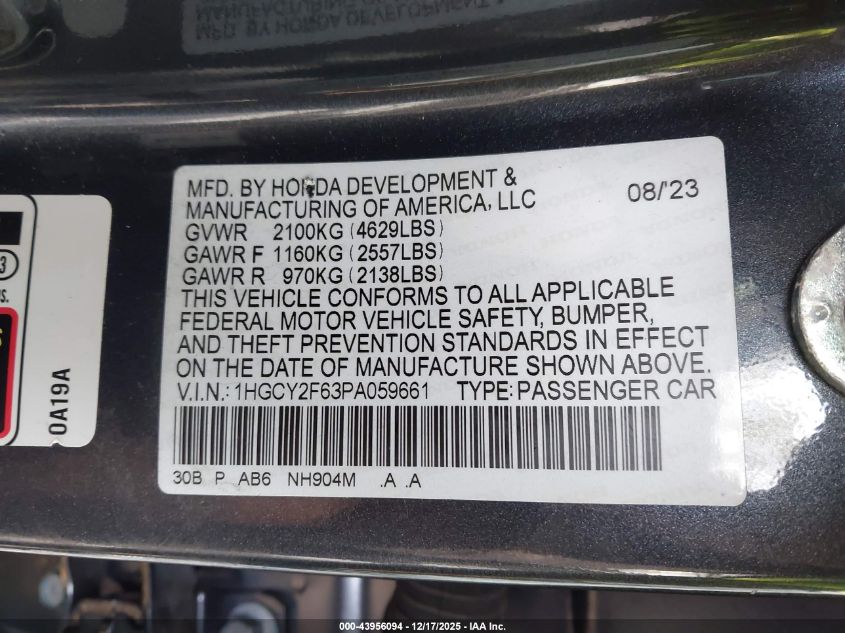 MFD. BY HONDA DEVELOPMENT &
MANUFACTURING OF AMERICA, LLC 08/'23
GVWR 2100KG (4629LBS)
GAWR F 1160KG (2557LBS)
GAWR R 970KG (2138LBS)
THIS VEHICLE CONFORMS TO ALL APPLICABLE
FEDERAL MOTOR VEHICLE SAFETY, BUMPER,
AND THEFT PREVENTION STANDARDS IN EFFECT
ON THE DATE OF MANUFACTURE SHOWN ABOVE.
V.I.N.: 1HGCY2F63PA059661 TYPE: PASSENGER CAR
30B P AB6 NH904M .A .A
0A19A
3
000-43956094 - 12/17/2025 - IAA Inc.